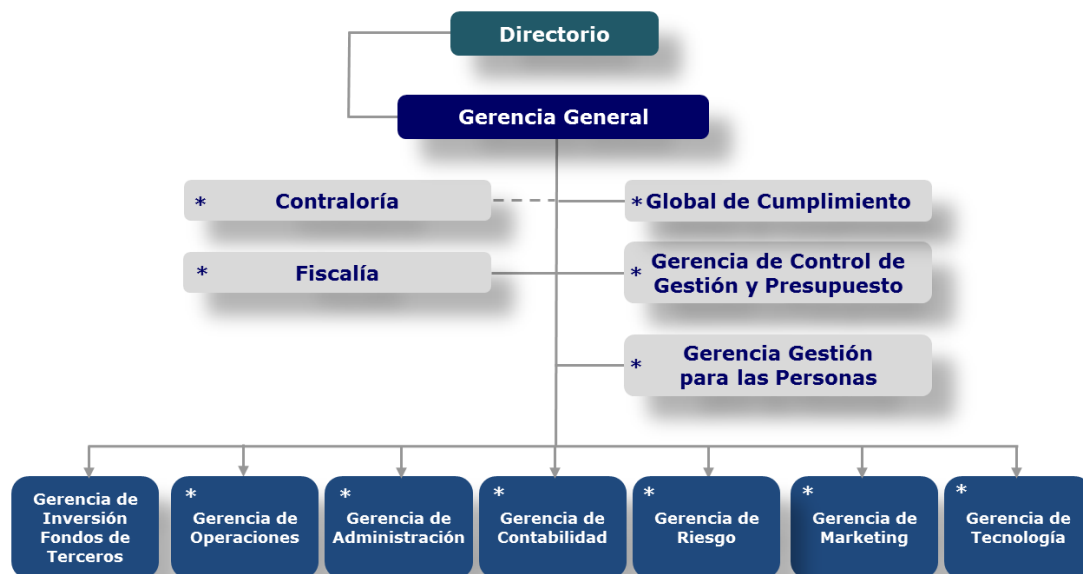 Directorio
Gerencia General
* Contraloría
* Global de Cumplimiento
* Fiscalía
* Gerencia de Control de
Gestión y Presupuesto
* Gerencia Gestión
para las Personas
Gerencia de
Inversión
Fondos de
Terceros
*
Gerencia de
Operaciones
*
Gerencia de
Administración
*
Gerencia de
Contabilidad
*
Gerencia de
Riesgo
*
Gerencia de
Marketing
*
Gerencia de
Tecnología